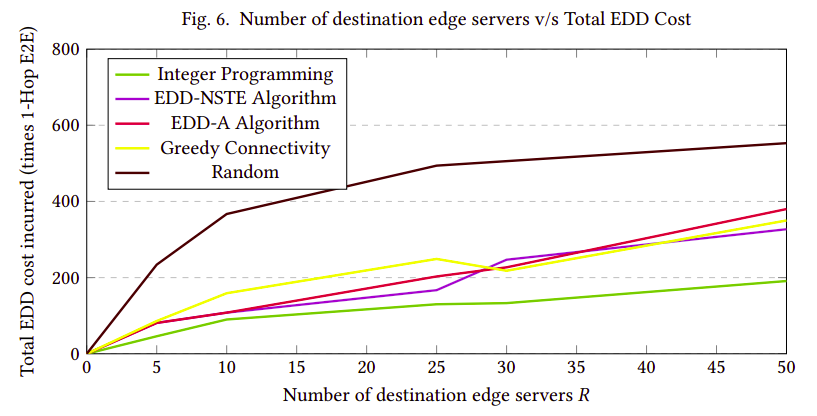 Fig. 6. Number of destination edge servers v/s Total EDD Cost
Total EDD cost incurred (times 1-Hop E2E)
800
600
400
200
0
Integer Programming
EDD-NSTE Algorithm
EDD-A Algorithm
Greedy Connectivity
Random
0 5 10 15 20 25 30 35 40 45 50
Number of destination edge servers R